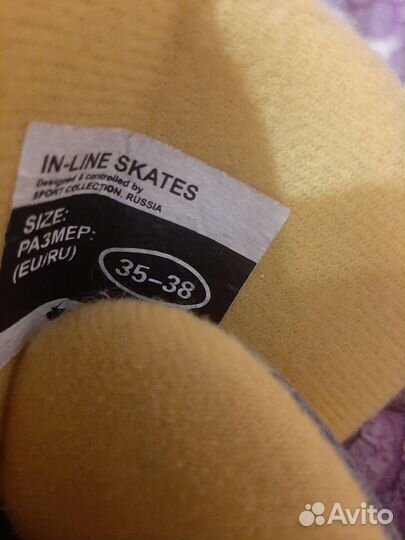 IN-LINE SKATES
Designed & controlled by
SPORT COLLECTION, RUSSIA
SIZE:
РАЗМЕР:
(EU/RU)
35-38
Avito